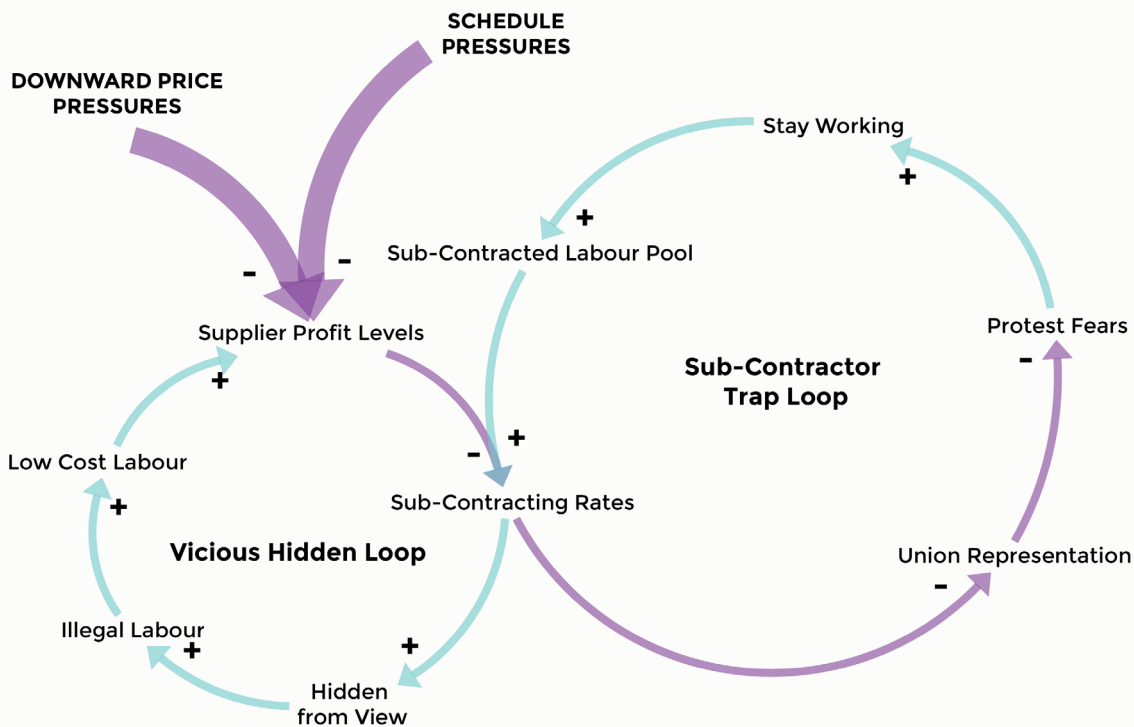 SCHEDULE
PRESSURES
DOWNWARD PRICE
PRESSURES
Stay Working
+
+
Sub-Contracted Labour Pool
-
-
Supplier Profit Levels
Protest Fears
-
+
Sub-Contractor
Trap Loop
+
-
Low Cost Labour
+
Sub-Contracting Rates
Vicious Hidden Loop
Union Representation
-
Illegal Labour
+
+
Hidden
from View